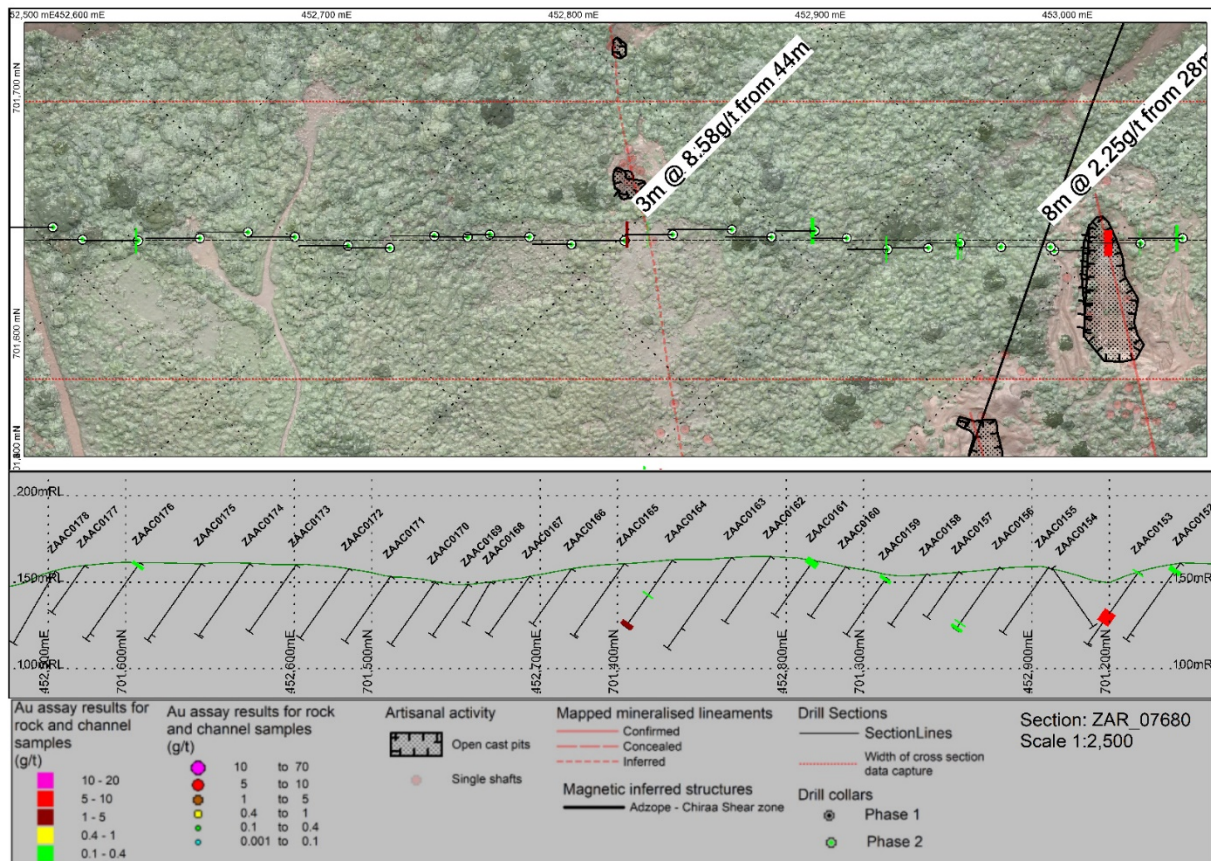 52,500 mE
452,600 mE
452,700 mE
452,800 mE
452,900 mE
453,000 mE
701,700 mN
701,600 mN
3m @ 8.58g/t from 44m
8m @ 2.25g/t from 28m
200mRL
150mRL
100mRL
150mRL
100mRL
ZAAC0178
ZAAC0177
ZAAC0176
ZAAC0175
ZAAC0174
ZAAC0173
ZAAC0172
ZAAC0171
ZAAC0170
ZAAC0169
ZAAC0168
ZAAC0167
ZAAC0166
ZAAC0165
ZAAC0164
ZAAC0163
ZAAC0162
ZAAC0161
ZAAC0160
ZAAC0159
ZAAC0158
ZAAC0157
ZAAC0156
ZAAC0155
ZAAC0154
ZAAC0153
452,500mE
701,600mN
452,600mE
701,500mN
452,700mE
701,400mN
452,800mE
701,300mN
452,900mE
701,200mN
Au assay results for
rock and channel
samples
(g/t)
10 - 20
5 - 10
1 - 5
0.4 - 1
0.1 - 0.4
Au assay results for rock
and channel samples
(g/t)
10 to 70
5 to 10
1 to 5
0.4 to 1
0.1 to 0.4
0.001 to 0.1
Artisanal activity
Open cast pits
Single shafts
Mapped mineralised lineaments
Confirmed
Concealed
Inferred
Magnetic inferred structures
Adzope - Chiraa Shear zone
Drill Sections
SectionLines
Width of cross section
data capture
Drill collars
Phase 1
Phase 2
Section: ZAR_07680
Scale 1:2,500